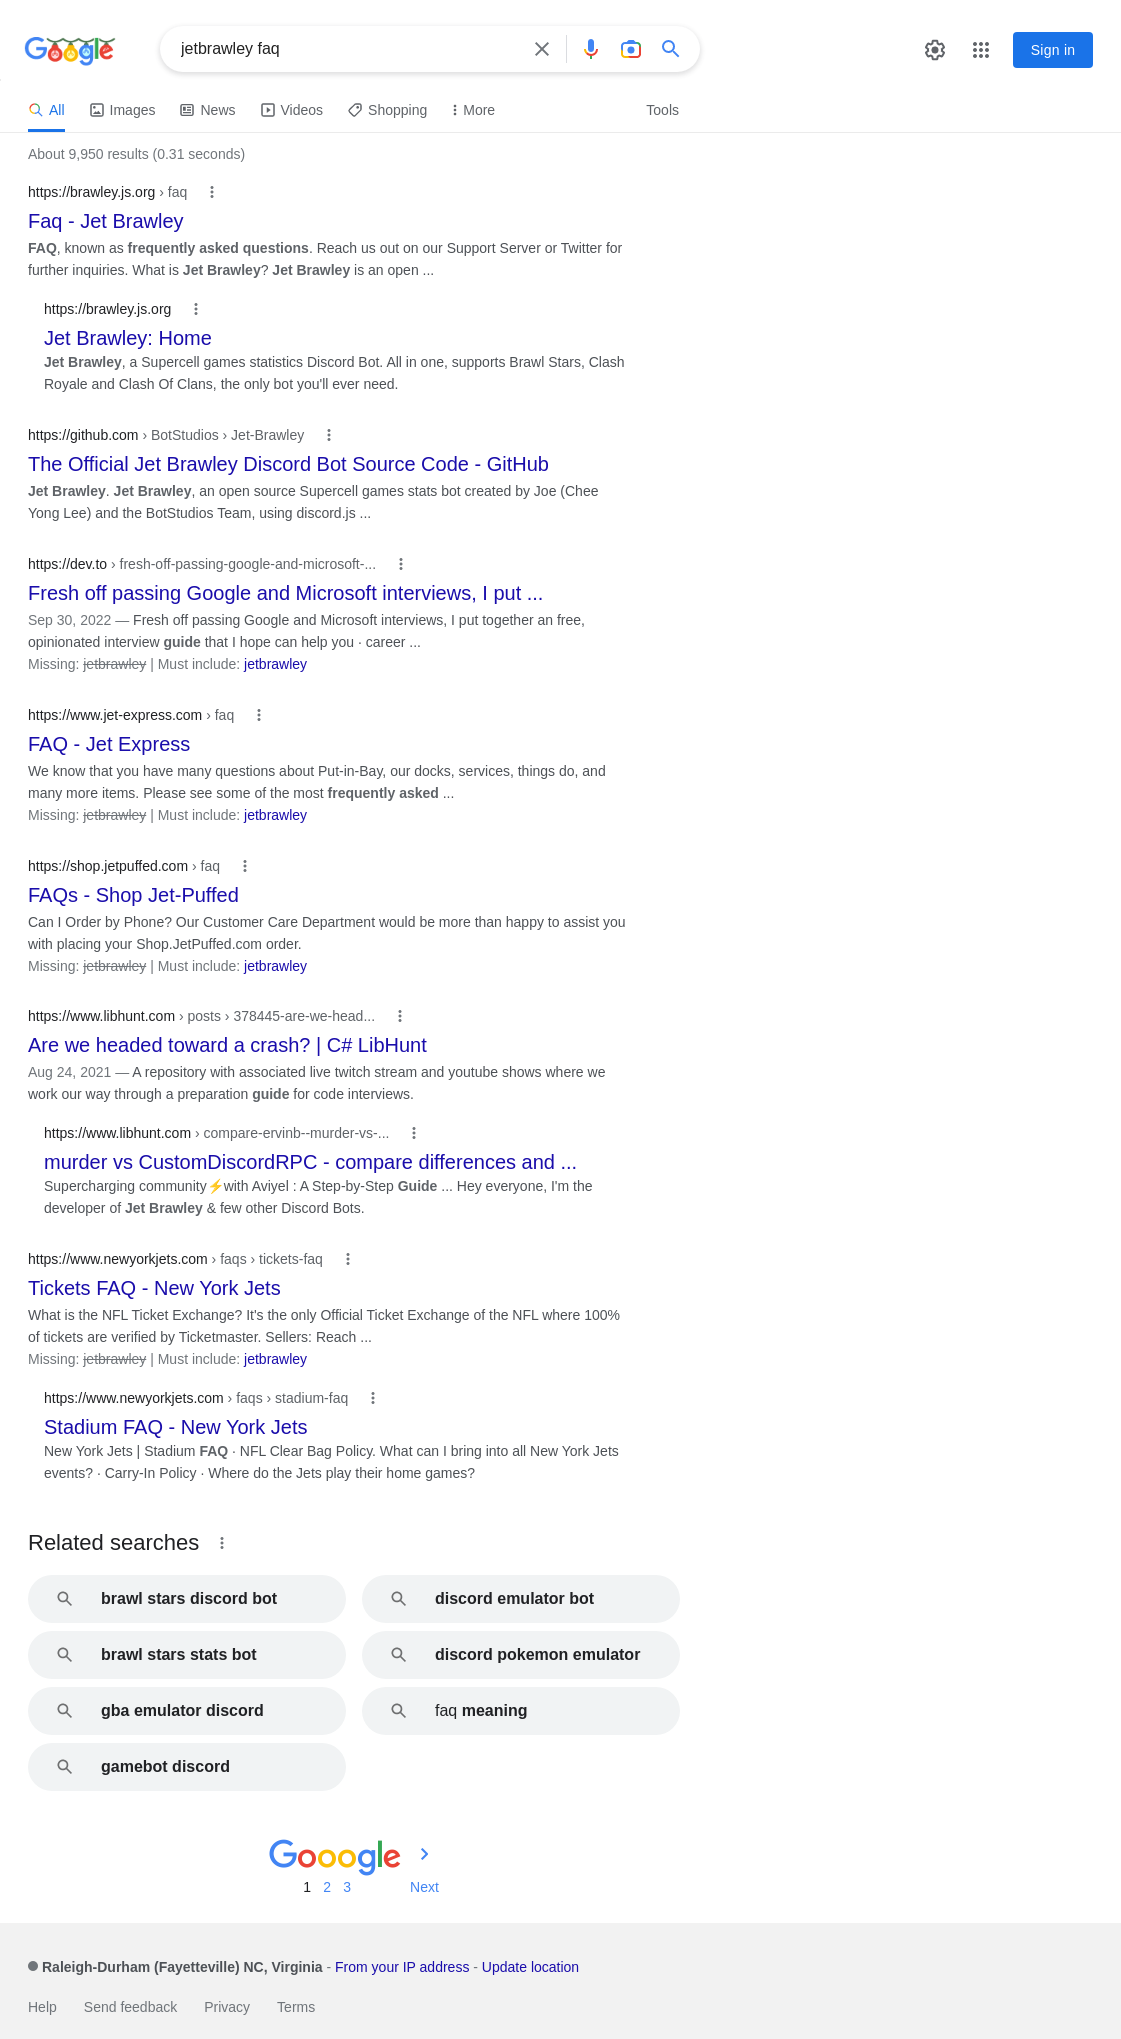 Google
jetbrawley faq
Sign in
All Images News Videos Shopping More Tools
About 9,950 results (0.31 seconds)
https://brawley.js.org › faq
Faq - Jet Brawley
FAQ, known as frequently asked questions. Reach us out on our Support Server or Twitter for
further inquiries. What is Jet Brawley? Jet Brawley is an open ...
https://brawley.js.org
Jet Brawley: Home
Jet Brawley, a Supercell games statistics Discord Bot. All in one, supports Brawl Stars, Clash
Royale and Clash Of Clans, the only bot you'll ever need.
https://github.com › BotStudios › Jet-Brawley
The Official Jet Brawley Discord Bot Source Code - GitHub
Jet Brawley. Jet Brawley, an open source Supercell games stats bot created by Joe (Chee
Yong Lee) and the BotStudios Team, using discord.js ...
https://dev.to › fresh-off-passing-google-and-microsoft-...
Fresh off passing Google and Microsoft interviews, I put ...
Sep 30, 2022 — Fresh off passing Google and Microsoft interviews, I put together an free,
opinionated interview guide that I hope can help you · career ...
Missing: jetbrawley | Must include: jetbrawley
https://www.jet-express.com › faq
FAQ - Jet Express
We know that you have many questions about Put-in-Bay, our docks, services, things do, and
many more items. Please see some of the most frequently asked ...
Missing: jetbrawley | Must include: jetbrawley
https://shop.jetpuffed.com › faq
FAQs - Shop Jet-Puffed
Can I Order by Phone? Our Customer Care Department would be more than happy to assist you
with placing your Shop.JetPuffed.com order.
Missing: jetbrawley | Must include: jetbrawley
https://www.libhunt.com › posts › 378445-are-we-head...
Are we headed toward a crash? | C# LibHunt
Aug 24, 2021 — A repository with associated live twitch stream and youtube shows where we
work our way through a preparation guide for code interviews.
https://www.libhunt.com › compare-ervinb--murder-vs-...
murder vs CustomDiscordRPC - compare differences and ...
Supercharging community⚡with Aviyel : A Step-by-Step Guide ... Hey everyone, I'm the
developer of Jet Brawley & few other Discord Bots.
https://www.newyorkjets.com › faqs › tickets-faq
Tickets FAQ - New York Jets
What is the NFL Ticket Exchange? It's the only Official Ticket Exchange of the NFL where 100%
of tickets are verified by Ticketmaster. Sellers: Reach ...
Missing: jetbrawley | Must include: jetbrawley
https://www.newyorkjets.com › faqs › stadium-faq
Stadium FAQ - New York Jets
New York Jets | Stadium FAQ · NFL Clear Bag Policy. What can I bring into all New York Jets
events? · Carry-In Policy · Where do the Jets play their home games?
Related searches
brawl stars discord bot discord emulator bot
brawl stars stats bot discord pokemon emulator
gba emulator discord faq meaning
gamebot discord
Gooogle
1 2 3 Next
Raleigh-Durham (Fayetteville) NC, Virginia - From your IP address - Update location
Help Send feedback Privacy Terms